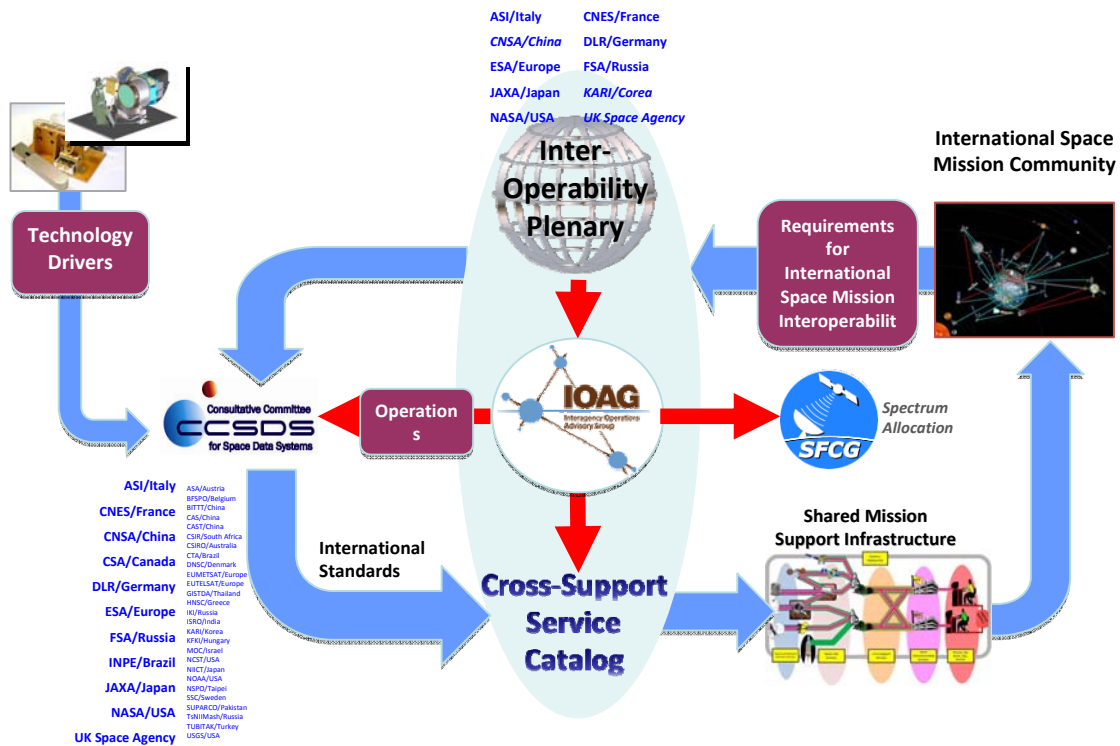 ASI/Italy
CNES/France
CNSA/China
DLR/Germany
ESA/Europe
FSA/Russia
JAXA/Japan
KARI/Corea
NASA/USA
UK Space Agency
Inter-
Operability
Plenary
International Space
Mission Community
Technology
Drivers
Requirements
for
International
Space Mission
Interoperabilit
Consultative Committee
CCSDS
for Space Data Systems
Operation
s
IOAG
Interagency Operations
Advisory Group
SFCG
Spectrum
Allocation
ASI/Italy
CNES/France
CNSA/China
CSA/Canada
DLR/Germany
ESA/Europe
FSA/Russia
INPE/Brazil
JAXA/Japan
NASA/USA
UK Space Agency
ASA/Austria
BFSPO/Belgium
BITTT/China
CAS/China
CAST/China
CSIR/South Africa
CSIRO/Australia
CTA/Brazil
DNSC/Denmark
EUMETSAT/Europe
EUTELSAT/Europe
GISTDA/Thailand
HNSC/Greece
IKI/Russia
ISRO/India
KARI/Korea
KFKI/Hungary
MOC/Israel
NCST/USA
NIICT/Japan
NOAA/USA
NSPO/Taipei
SSC/Sweden
SUPARCO/Pakistan
TsNIIMash/Russia
TUBITAK/Turkey
USGS/USA
International
Standards
Cross-Support
Service
Catalog
Shared Mission
Support Infrastructure